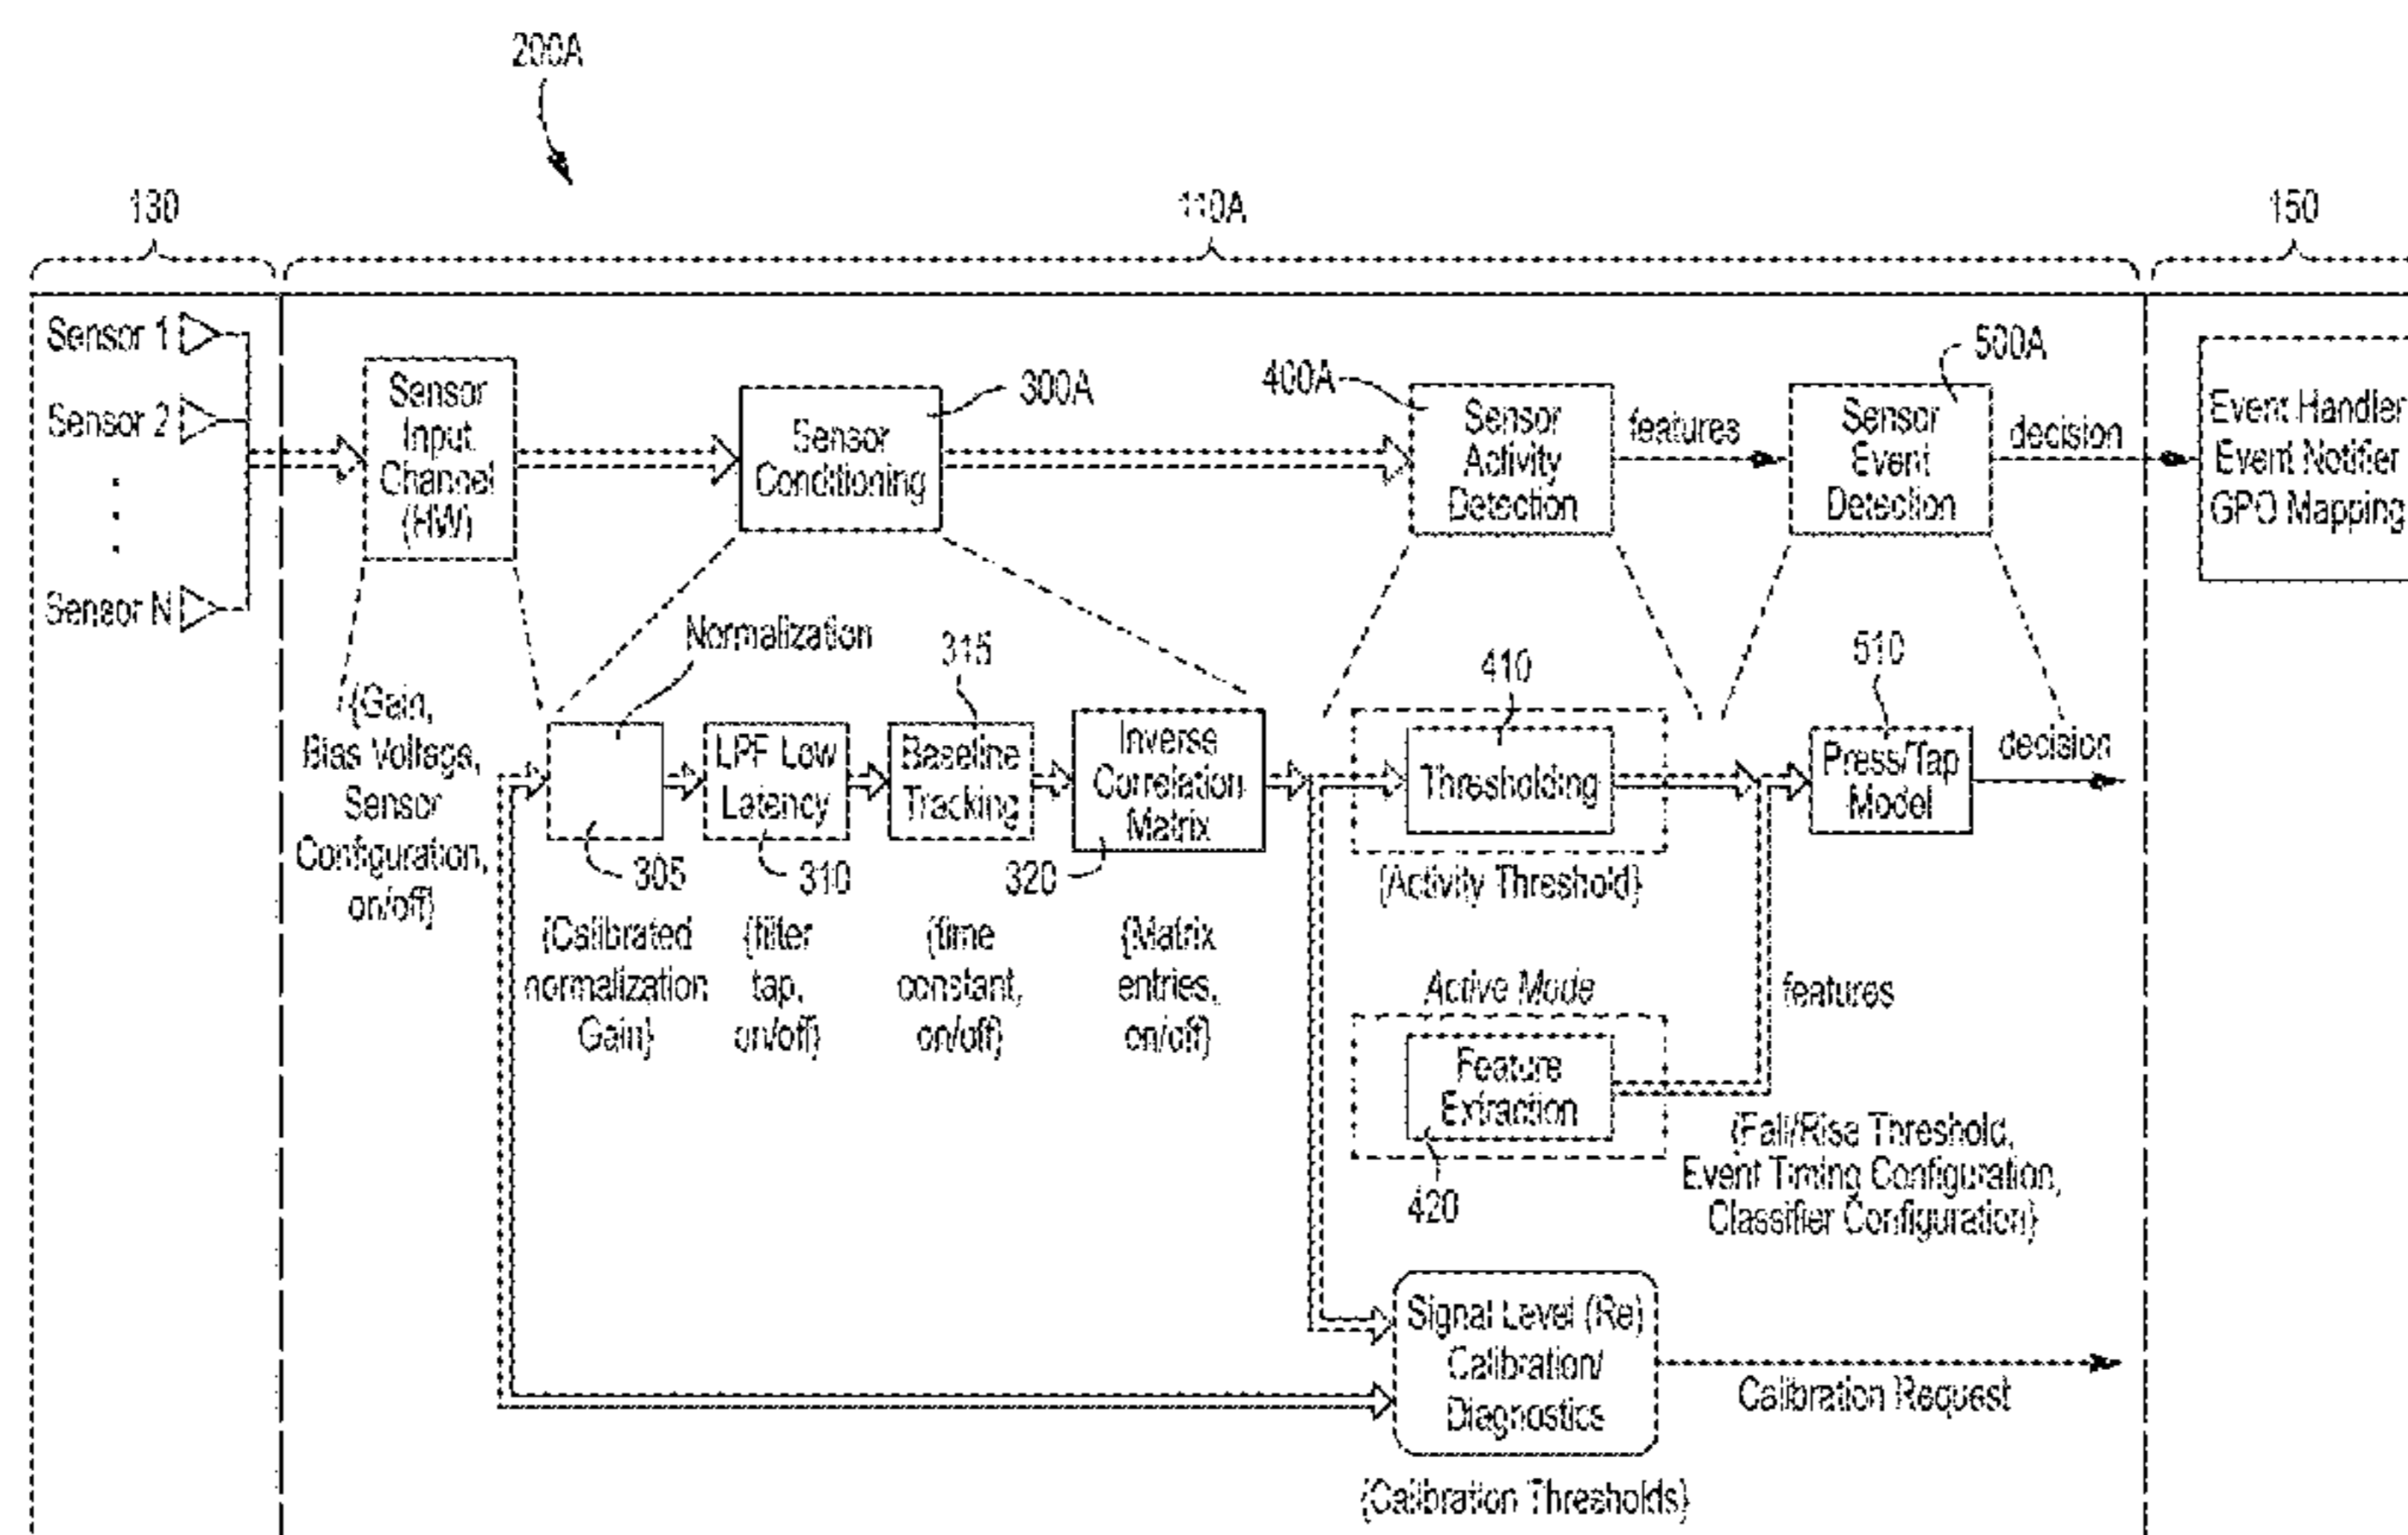 200A
130
110A
150
Sensor 1
Sensor 2
Sensor N
Sensor
Input
Channel
(HW)
Sensor
Conditioning
300A
400A
Sensor
Activity
Detection
features
500A
Sensor
Event
Detection
decision
Event Handler
Event Notifier
GPO Mapping
{Gain,
Bias Voltage,
Sensor
Configuration,
on/off}
Normalization
305
{Calibrated
normalization
Gain}
LPF Low
Latency
310
{filter
tap,
on/off}
315
Baseline
Tracking
{time
constant,
on/off}
Inverse
Correlation
Matrix
320
{Matrix
entries,
on/off}
410
Thresholding
{Activity Threshold}
Active Mode
Feature
Extraction
420
features
510
Press/Tap
Model
decision
{Fall/Rise Threshold,
Event Timing Configuration,
Classifier Configuration}
Signal Level (Re)
Calibration/
Diagnostics
Calibration Request
{Calibration Thresholds}